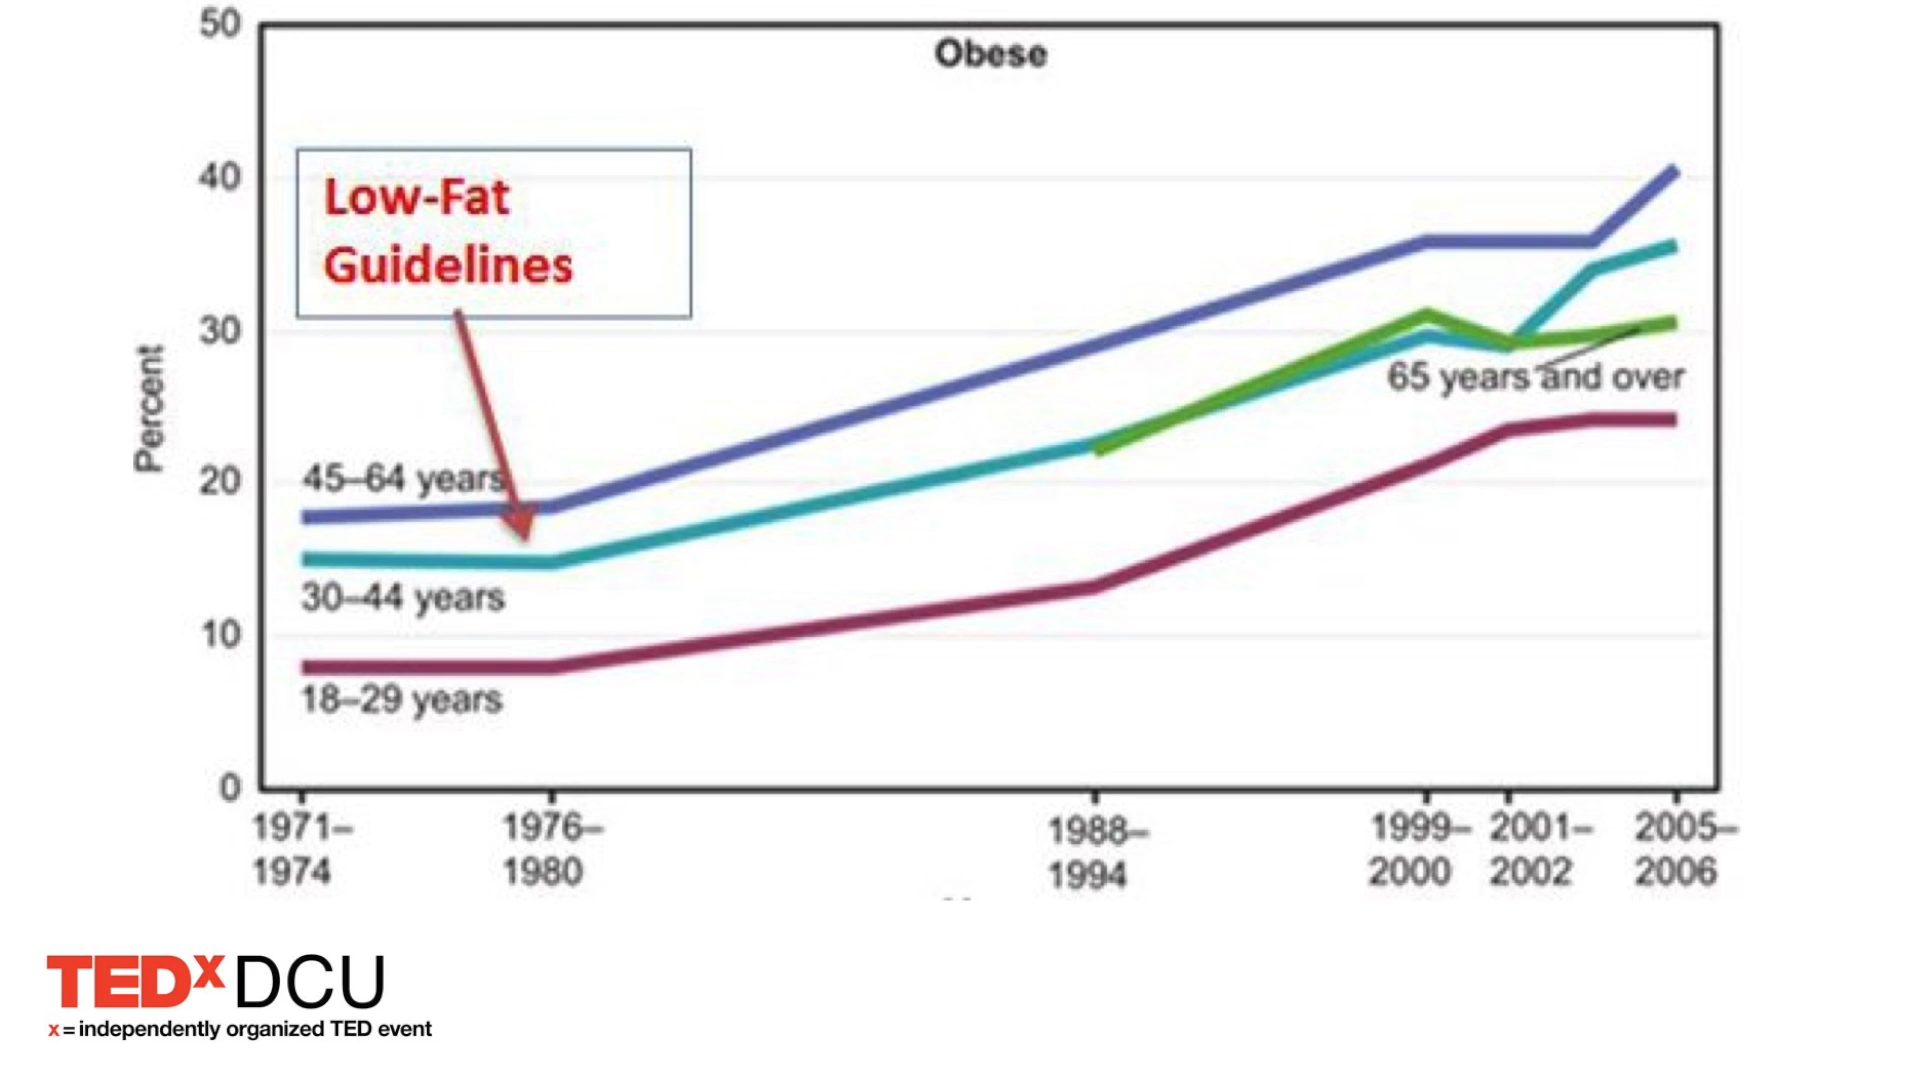 50
Obese
Low-Fat
Guidelines
40
30
Percent
65 years and over
45–64 years
20
30–44 years
10
18–29 years
0
1971–
1974
1976–
1980
1988–
1994
1999–
2000
2001–
2002
2005–
2006
TEDx DCU
x = independently organized TED event